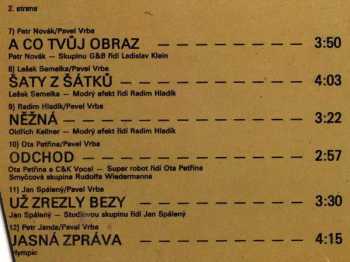 2. strana
7) Petr Novák/Pavel Vrba
A CO TVŮJ OBRAZ — — — — — — — 3:50
Petr Novák – Skupinu G&B řídí Ladislav Klein
8) Lešek Semelka/Pavel Vrba
ŠATY Z ŠÁTKŮ — — — — — — — 4:03
Lešek Semelka – Modrý efekt řídí Radim Hladík
9) Radim Hladík/Pavel Vrba
NĚŽNÁ — — — — — — — 3:22
Oldřich Kellner – Modrý efekt řídí Radim Hladík
10) Ota Petřina/Pavel Vrba
ODCHOD — — — — — — — 2:57
Ota Petřina a C&K Vocal – Super robot řídí Ota Petřina
Smyčcová skupina Rudolfa Wiedermanna
11) Jan Spálený/Pavel Vrba
UŽ ZREZLY BEZY — — — — — — — 3:30
Jan Spálený – Studiovou skupinu řídí Jan Spálený
12) Petr Janda/Pavel Vrba
JASNÁ ZPRÁVA — — — — — — — 4:15
Olympic